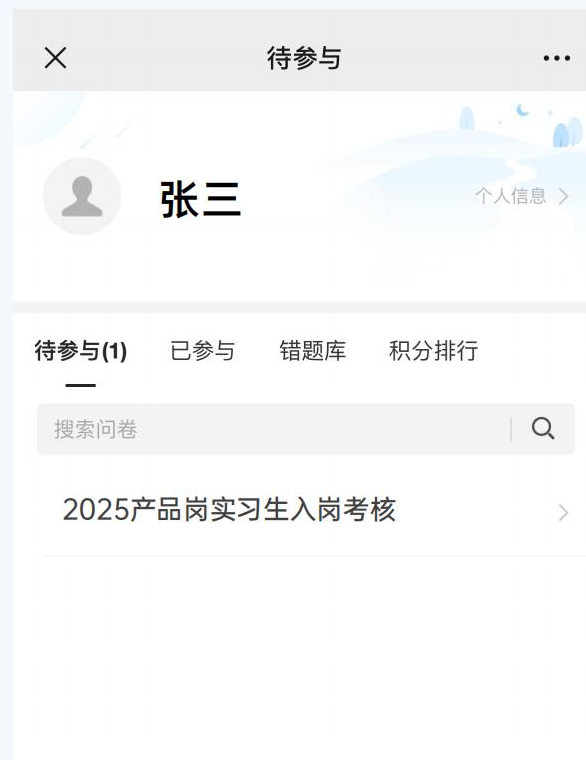 待参与
张三
个人信息
待参与(1) 已参与 错题库 积分排行
搜索问卷
2025产品岗实习生入岗考核